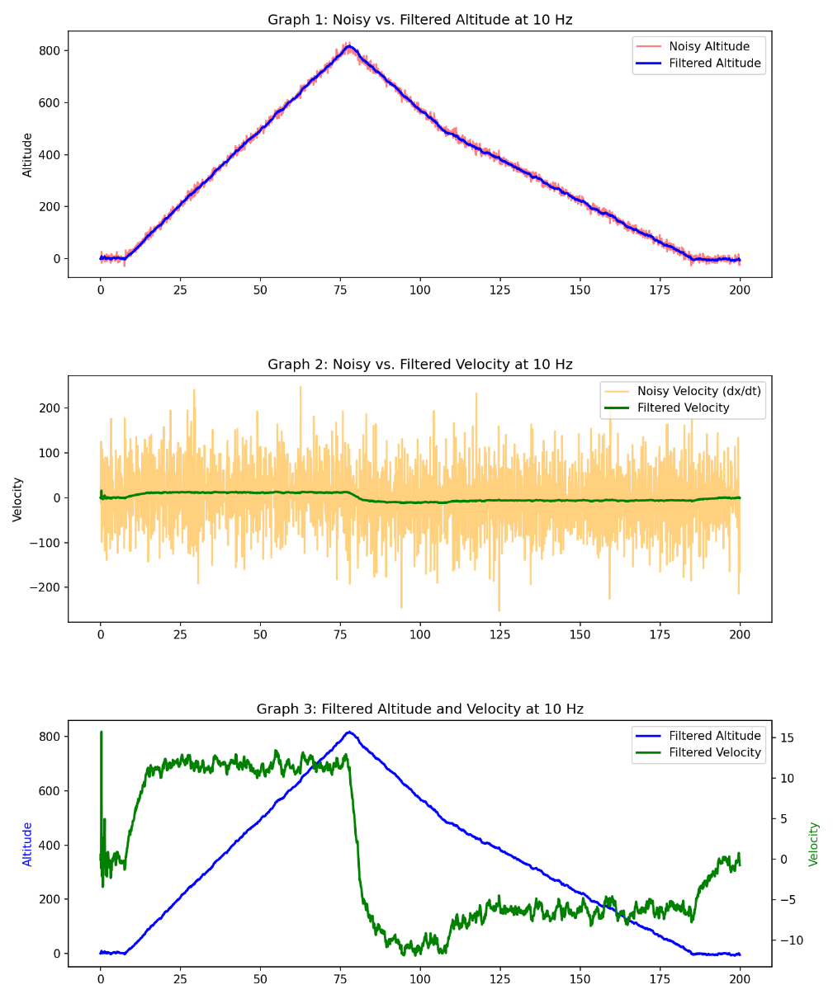 Graph 1: Noisy vs. Filtered Altitude at 10 Hz
Noisy Altitude
Filtered Altitude
800
600
400
200
0
Altitude
0 25 50 75 100 125 150 175 200
Graph 2: Noisy vs. Filtered Velocity at 10 Hz
Noisy Velocity (dx/dt)
Filtered Velocity
200
100
0
−100
−200
Velocity
0 25 50 75 100 125 150 175 200
Graph 3: Filtered Altitude and Velocity at 10 Hz
Filtered Altitude
Filtered Velocity
800
600
400
200
0
Altitude
15
10
5
0
−5
−10
Velocity
0 25 50 75 100 125 150 175 200